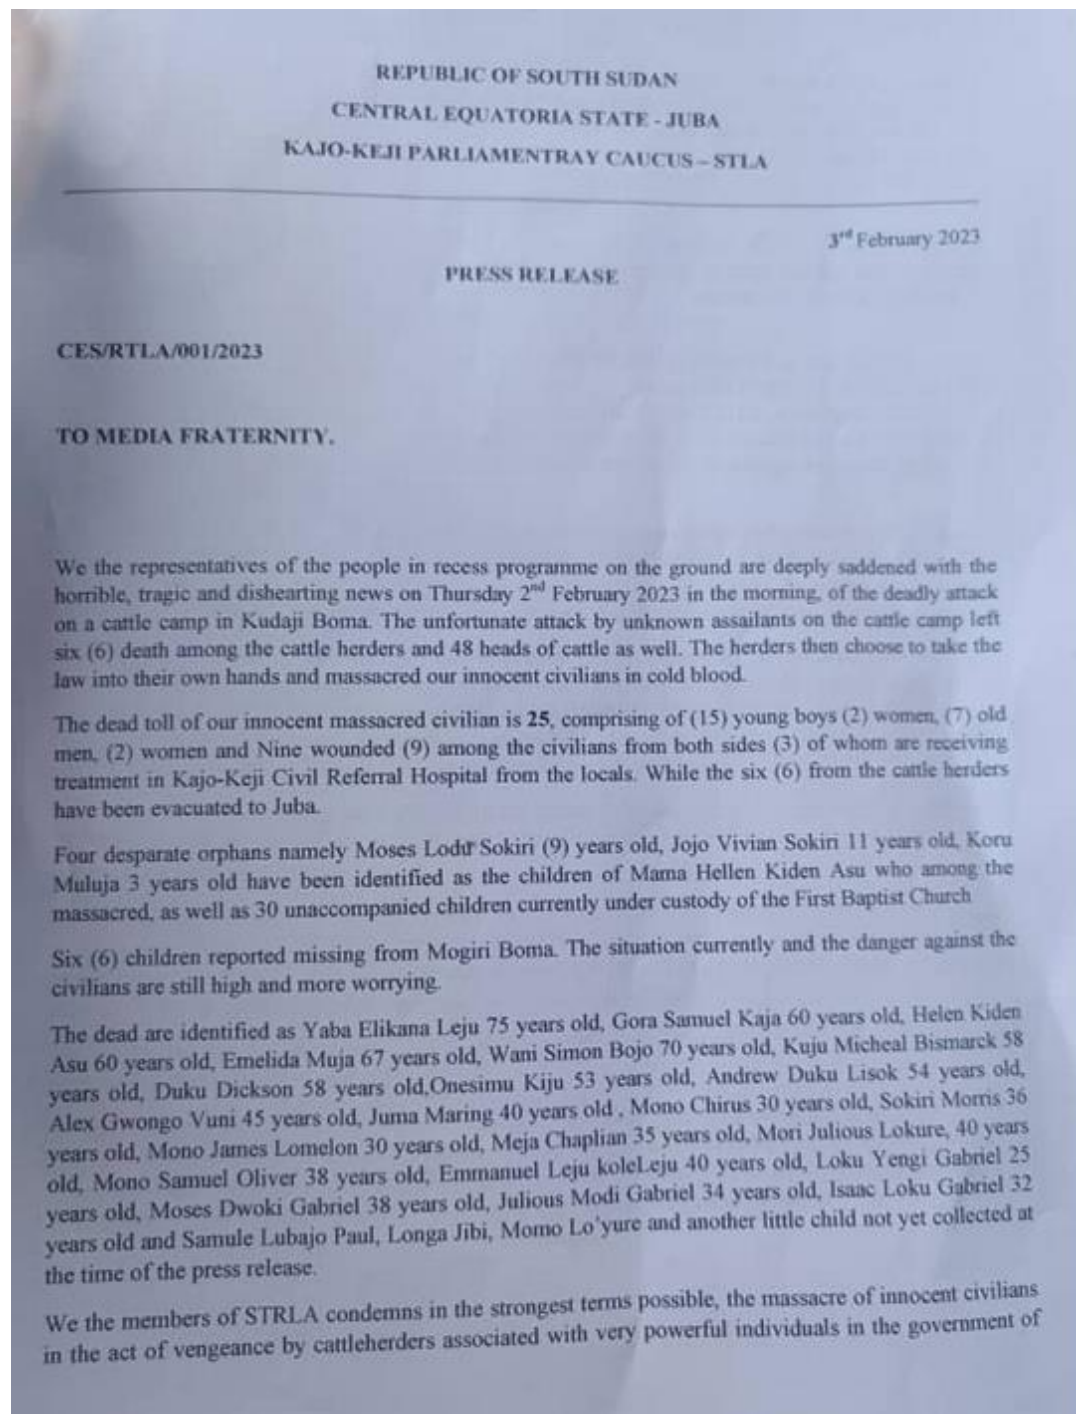 REPUBLIC OF SOUTH SUDAN
CENTRAL EQUATORIA STATE - JUBA
KAJO-KEJI PARLIAMENTRAY CAUCUS – STLA
3rd February 2023
PRESS RELEASE
CES/RTLA/001/2023
TO MEDIA FRATERNITY.
We the representatives of the people in recess programme on the ground are deeply saddened with the
horrible, tragic and dishearting news on Thursday 2nd February 2023 in the morning, of the deadly attack
on a cattle camp in Kudaji Boma. The unfortunate attack by unknown assailants on the cattle camp left
six (6) death among the cattle herders and 48 heads of cattle as well. The herders then choose to take the
law into their own hands and massacred our innocent civilians in cold blood.
The dead toll of our innocent massacred civilian is 25, comprising of (15) young boys (2) women, (7) old
men, (2) women and Nine wounded (9) among the civilians from both sides (3) of whom are receiving
treatment in Kajo-Keji Civil Referral Hospital from the locals. While the six (6) from the cattle herders
have been evacuated to Juba.
Four desparate orphans namely Moses Lodu Sokiri (9) years old, Jojo Vivian Sokiri 11 years old, Koru
Muluja 3 years old have been identified as the children of Mama Hellen Kiden Asu who among the
massacred, as well as 30 unaccompanied children currently under custody of the First Baptist Church
Six (6) children reported missing from Mogiri Boma. The situation currently and the danger against the
civilians are still high and more worrying.
The dead are identified as Yaba Elikana Leju 75 years old, Gora Samuel Kaja 60 years old, Helen Kiden
Asu 60 years old, Emelida Muja 67 years old, Wani Simon Bojo 70 years old, Kuju Micheal Bismarck 58
years old, Duku Dickson 58 years old,Onesimu Kiju 53 years old, Andrew Duku Lisok 54 years old,
Alex Gwongo Vuni 45 years old, Juma Maring 40 years old , Mono Chirus 30 years old, Sokiri Morris 36
years old, Mono James Lomelon 30 years old, Meja Chaplian 35 years old, Mori Julious Lokure, 40 years
old, Mono Samuel Oliver 38 years old, Emmanuel Leju koleLeju 40 years old, Loku Yengi Gabriel 25
years old, Moses Dwoki Gabriel 38 years old, Julious Modi Gabriel 34 years old, Isaac Loku Gabriel 32
years old and Samule Lubajo Paul, Longa Jibi, Momo Lo'yure and another little child not yet collected at
the time of the press release.
We the members of STRLA condemns in the strongest terms possible, the massacre of innocent civilians
in the act of vengeance by cattleherders associated with very powerful individuals in the government of